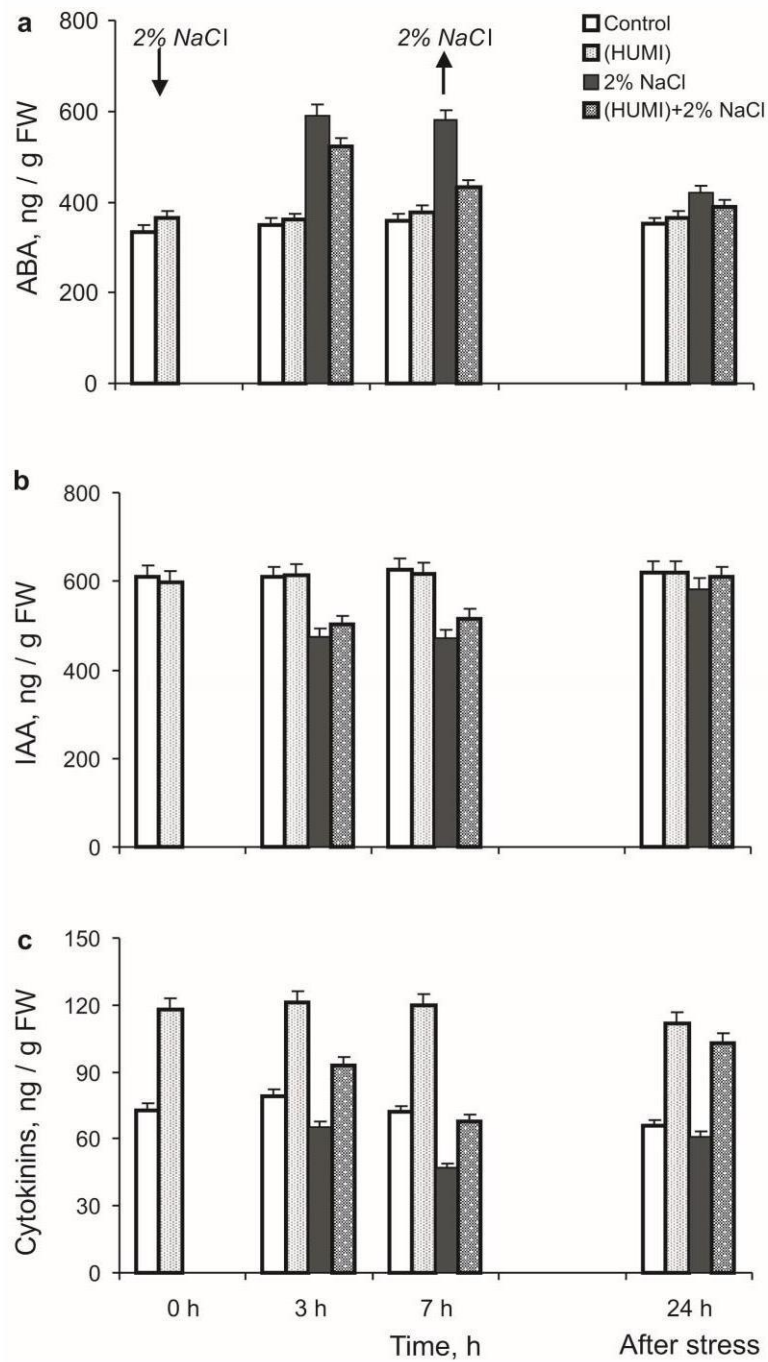 a
800
600
400
200
0
ABA, ng / g FW
2% NaCl
2% NaCl
Control
(HUMI)
2% NaCl
(HUMI)+2% NaCl
b
800
600
400
200
0
IAA, ng / g FW
c
150
120
90
60
30
0
Cytokinins, ng / g FW
0 h 3 h 7 h 24 h
Time, h After stress